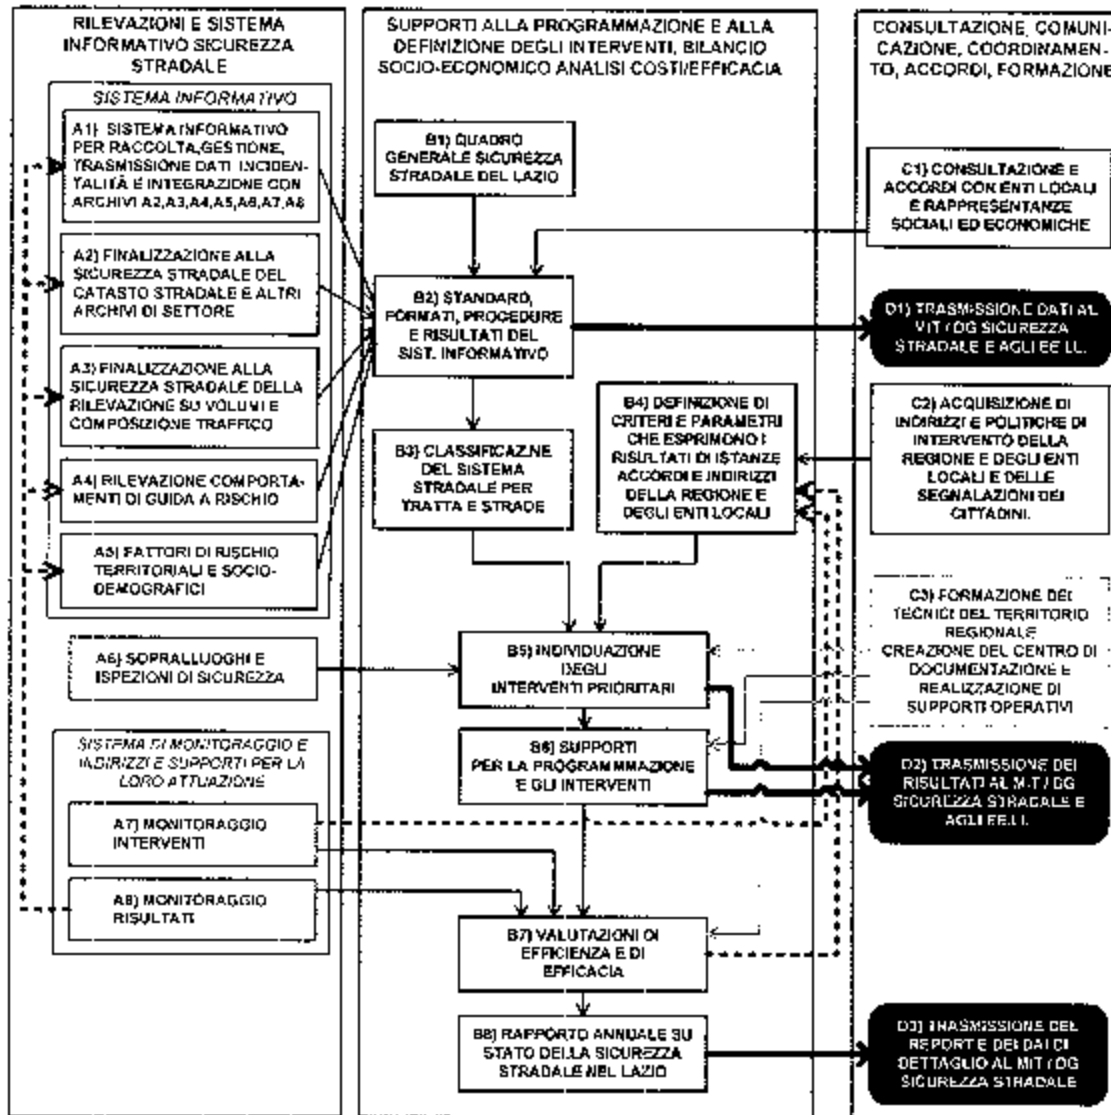 RILEVAZIONI E SISTEMA
INFORMATIVO SICUREZZA
STRADALE
SISTEMA INFORMATIVO
A1) SISTEMA INFORMATIVO
PER RACCOLTA, GESTIONE,
TRASMISSIONE DATI INCIDEN-
TALITÀ E INTEGRAZIONE CON
ARCHIVI A2,A3,A4,A5,A6,A7,A8
A2) FINALIZZAZIONE ALLA
SICUREZZA STRADALE DEL
CATASTO STRADALE E ALTRI
ARCHIVI DI SETTORE
A3) FINALIZZAZIONE ALLA
SICUREZZA STRADALE DELLA
RILEVAZIONE SU VOLUMI E
COMPOSIZIONE TRAFFICO
A4) RILEVAZIONE COMPORTA-
MENTI DI GUIDA A RISCHIO
A5) FATTORI DI RISCHIO
TERRITORIALI E SOCIO-
DEMOGRAFICI
A6) SOPRALLUOGHI E
ISPEZIONI DI SICUREZZA
SISTEMA DI MONITORAGGIO E
INDIRIZZI E SUPPORTI PER LA
LORO ATTUAZIONE
A7) MONITORAGGIO
INTERVENTI
A8) MONITORAGGIO
RISULTATI
SUPPORTI ALLA PROGRAMMAZIONE E ALLA
DEFINIZIONE DEGLI INTERVENTI, BILANCIO
SOCIO-ECONOMICO ANALISI COSTI/EFFICACIA
B1) QUADRO
GENERALE SICUREZZA
STRADALE DEL LAZIO
B2) STANDARD,
FORMATI, PROCEDURE
E RISULTATI DEL
SIST. INFORMATIVO
B3) CLASSIFICAZINE
DEL SISTEMA
STRADALE PER
TRATTA E STRADE
B4) DEFINIZIONE DI
CRITERI E PARAMETRI
CHE ESPRIMONO I
RISULTATI DI ISTANZE
ACCORDI E INDIRIZZI
DELLA REGIONE E
DEGLI ENTI LOCALI
B5) INDIVIDUAZIONE
DEGLI
INTERVENTI PRIORITARI
B6) SUPPORTI
PER LA PROGRAMMMAZIONE
E GLI INTERVENTI
B7) VALUTAZIONI DI
EFFICIENZA E DI
EFFICACIA
B8) RAPPORTO ANNUALE SU
STATO DELLA SICUREZZA
STRADALE NEL LAZIO
CONSULTAZIONE, COMUNI-
CAZIONE, COORDINAMEN-
TO, ACCORDI, FORMAZIONE
C1) CONSULTAZIONE E
ACCORDI CON ENTI LOCALI
E RAPPRESENTANZE
SOCIALI ED ECONOMICHE
D1) TRASMISSIONE DATI AL
MIT / DG SICUREZZA
STRADALE E AGLI EE.LL.
C2) ACQUISIZIONE DI
INDIRIZZI E POLITICHE DI
INTERVENTO DELLA
REGIONE E DEGLI ENTI
LOCALI E DELLE
SEGNALAZIONI DEI
CITTADINI.
C3) FORMAZIONE DEI
TECNICI DEL TERRITORIO
REGIONALE
CREAZIONE DEL CENTRO DI
DOCUMENTAZIONE E
REALIZZAZIONE DI
SUPPORTI OPERATIVI
D2) TRASMISSIONE DEI
RISULTATI AL M.I.T / DG
SICUREZZA STRADALE E
AGLI EE.LL.
D3) TRASMISSIONE DEL
REPORT E DEI DATI DI
DETTAGLIO AL MIT / DG
SICUREZZA STRADALE